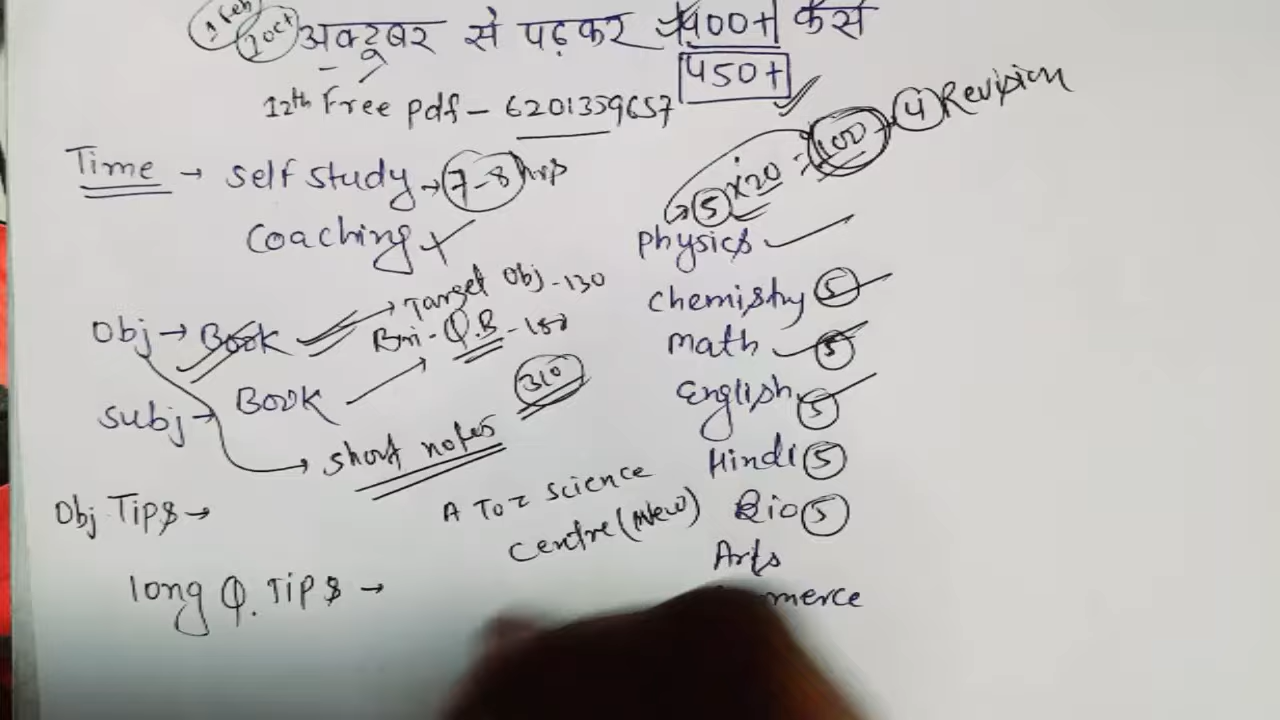 1 Feb
1 Oct
अक्टूबर से पढ़कर 400+ कैसे
450+
12th Free pdf - 6201359657
Time → Self study → 7-8 hrs
Coaching ×
Obj → Book → Target Obj - 130
Subj → Book → Q.B - 180
310
short notes
Obj Tips →
long Q. Tips →
A To Z Science
Centre (New)
5 × 20 = 100 → 4 Revision
physics
chemistry 5
math 5
English 5
Hindi 5
Bio 5
Arts
merce